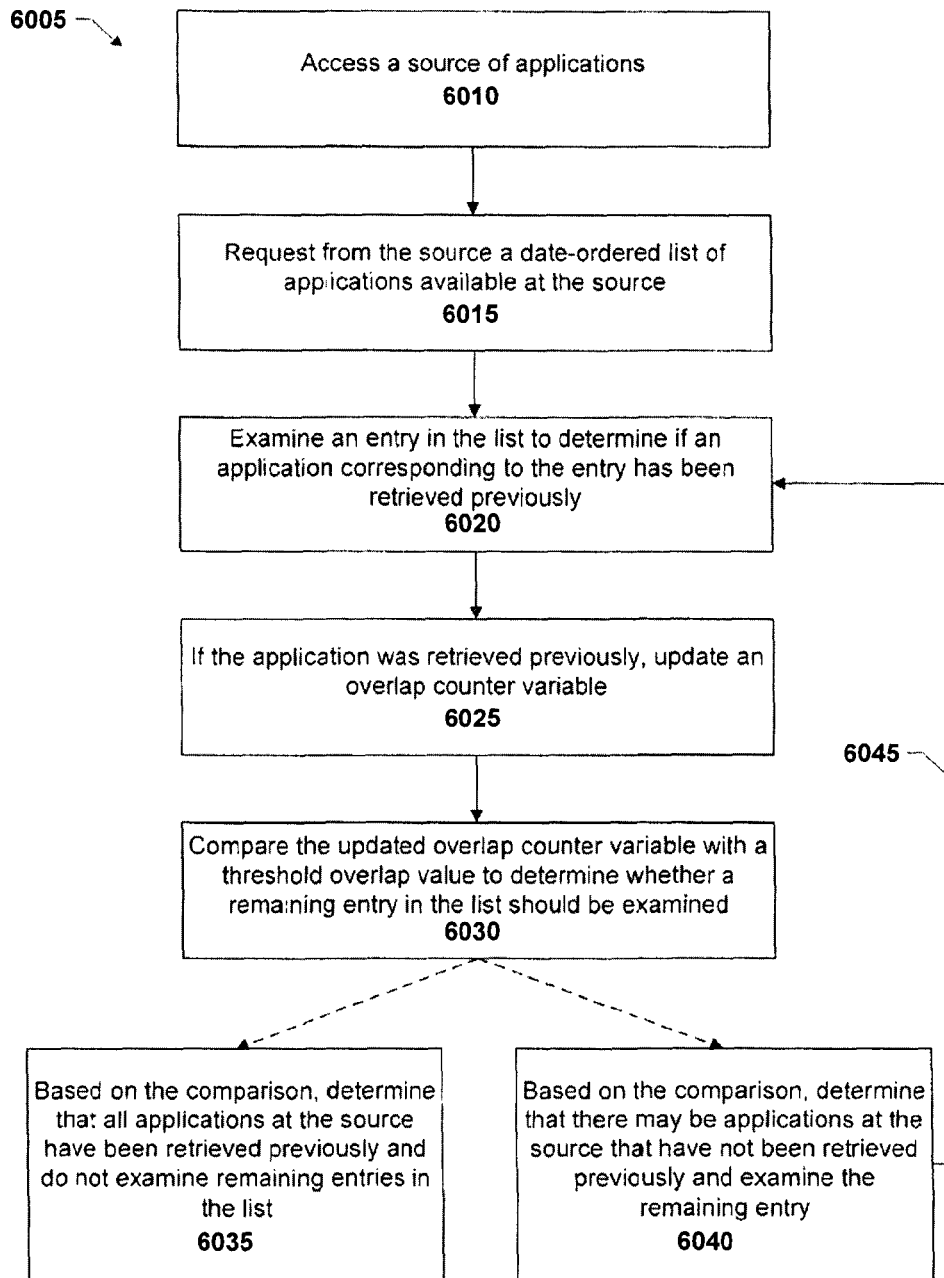 6005
Access a source of applications
6010
Request from the source a date-ordered list of
applications available at the source
6015
Examine an entry in the list to determine if an
application corresponding to the entry has been
retrieved previously
6020
If the application was retrieved previously, update an
overlap counter variable
6025
6045
Compare the updated overlap counter variable with a
threshold overlap value to determine whether a
remaining entry in the list should be examined
6030
Based on the comparison, determine
that all applications at the source
have been retrieved previously and
do not examine remaining entries in
the list
6035
Based on the comparison, determine
that there may be applications at the
source that have not been retrieved
previously and examine the
remaining entry
6040